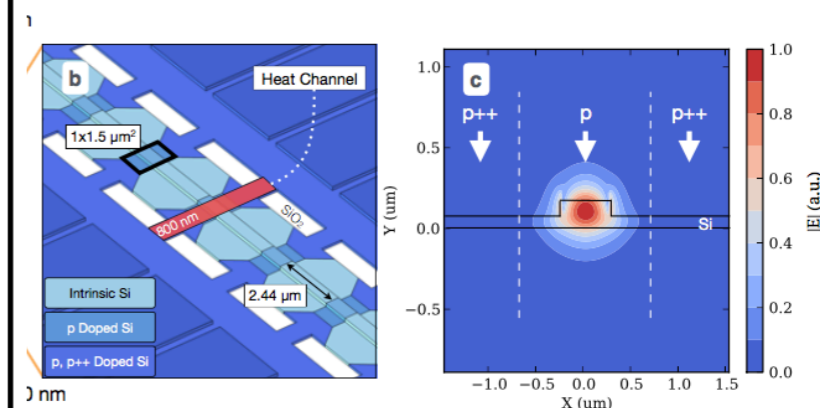 b
Heat Channel
1x1.5 μm²
800 nm
SiO₂
2.44 μm
Intrinsic Si
p Doped Si
p, p++ Doped Si
nm
c
p++
p
p++
Si
1.0
0.5
0.0
−0.5
Y (um)
−1.0
−0.5
0.0
0.5
1.0
1.5
X (um)
1.0
0.8
0.6
0.4
0.2
0.0
|E| (a.u.)